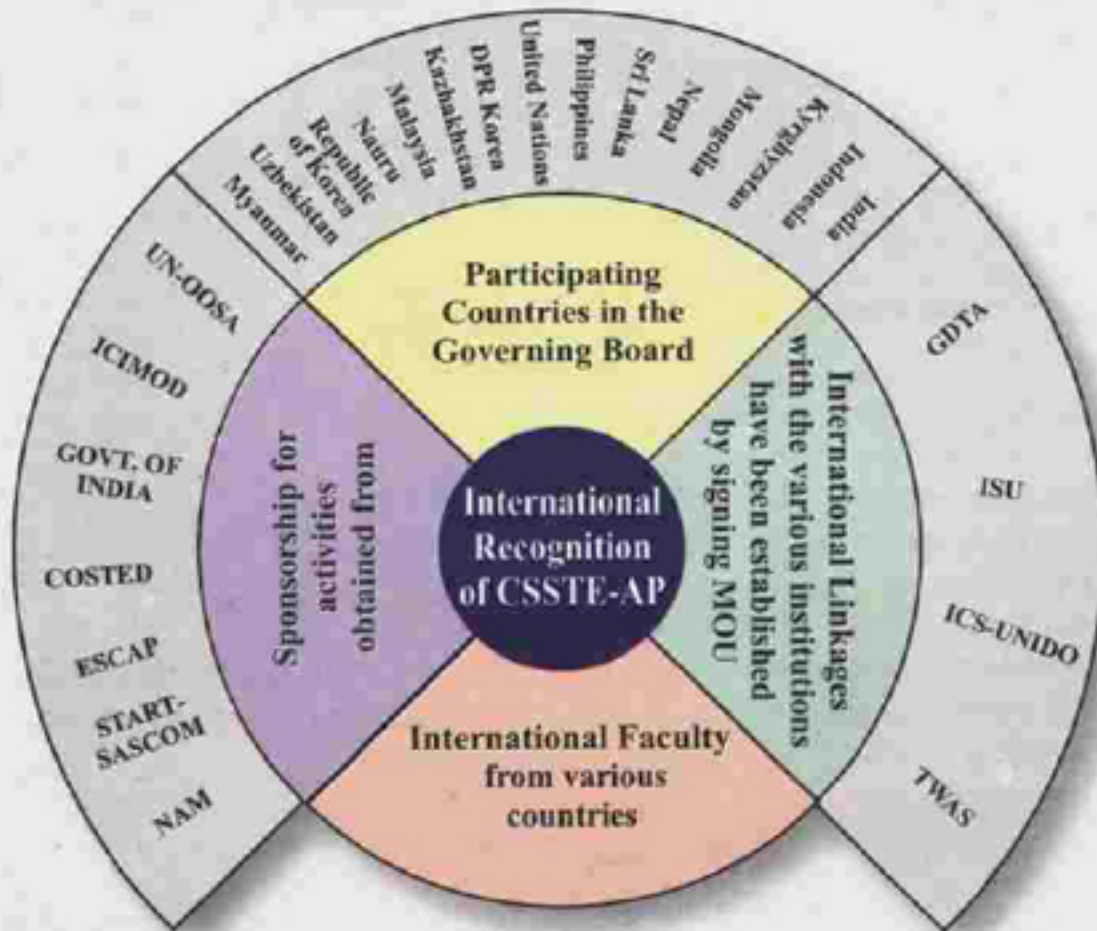 Myanmar
Uzbekistan
Republic
of Korea
Nauru
Malaysia
Kazhakhstan
DPR Korea
United Nations
Philippines
Sri Lanka
Nepal
Mongolia
Kyrghyzstan
Indonesia
India
Participating
Countries in the
Governing Board
UN-OOSA
ICIMOD
GOVT. OF
INDIA
COSTED
ESCAP
START-
SASCOM
NAM
Sponsorship for
activities
obtained from
International
Recognition
of CSSTE-AP
International Linkages
with the various institutions
have been established
by signing MOU
GDTA
ISU
ICS-UNIDO
TWAS
International Faculty
from various
countries